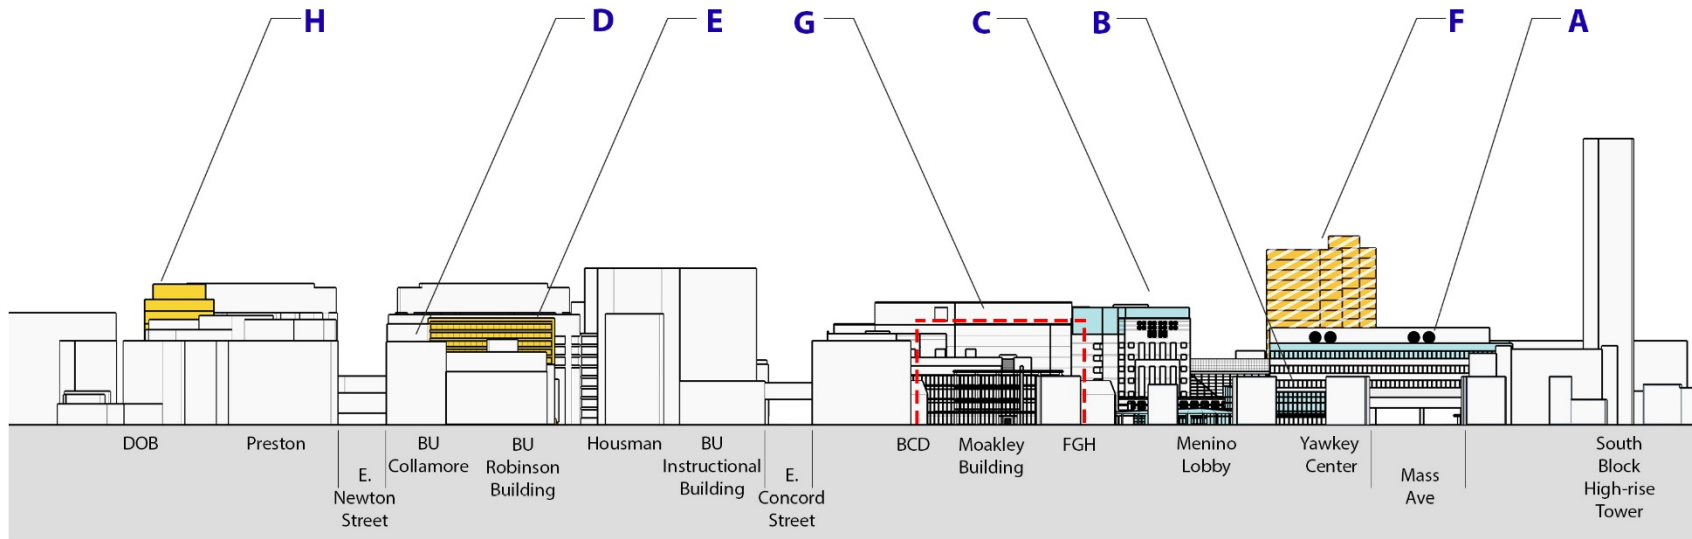 H
D
E
G
C
B
F
A
DOB
Preston
E.
Newton
Street
BU
Collamore
BU
Robinson
Building
Housman
BU
Instructional
Building
E.
Concord
Street
BCD
Moakley
Building
FGH
Menino
Lobby
Yawkey
Center
Mass
Ave
South
Block
High-rise
Tower